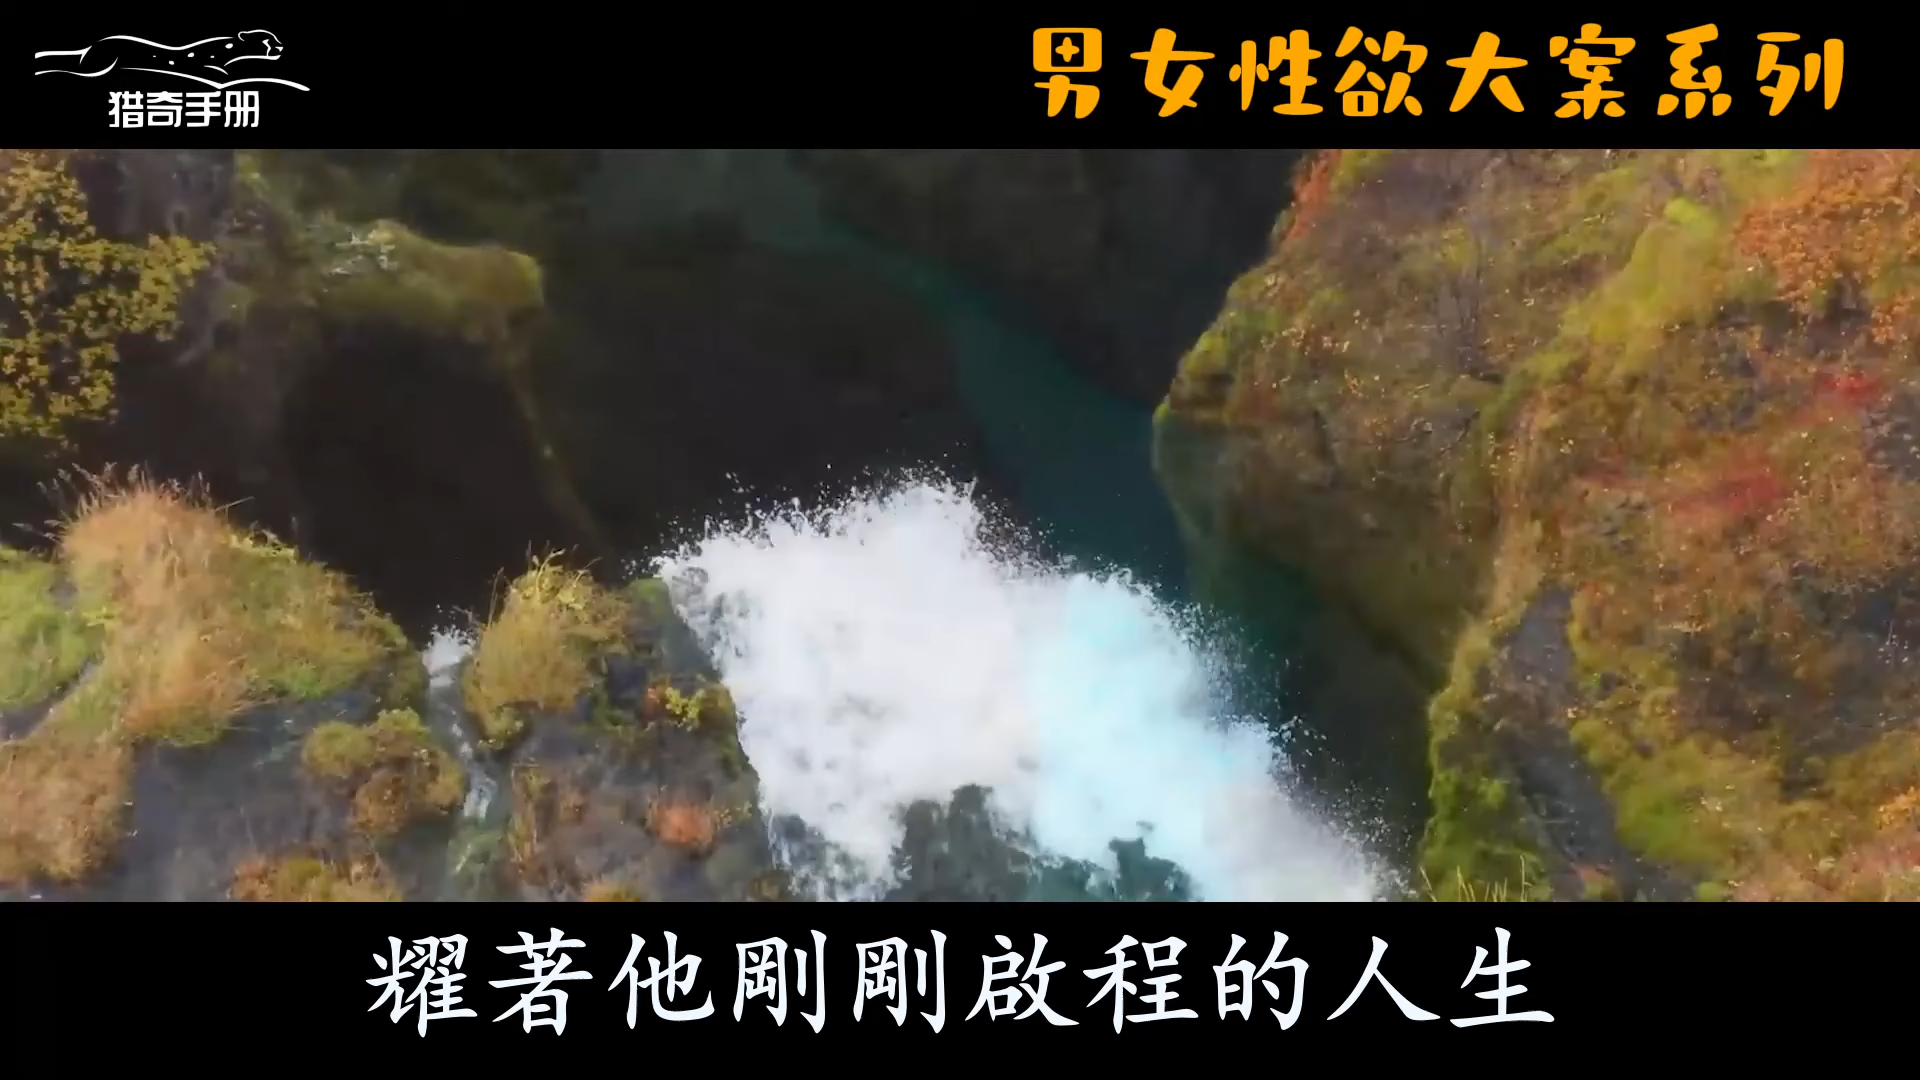 猎奇手册
男女性欲大案系列
耀著他剛剛啟程的人生